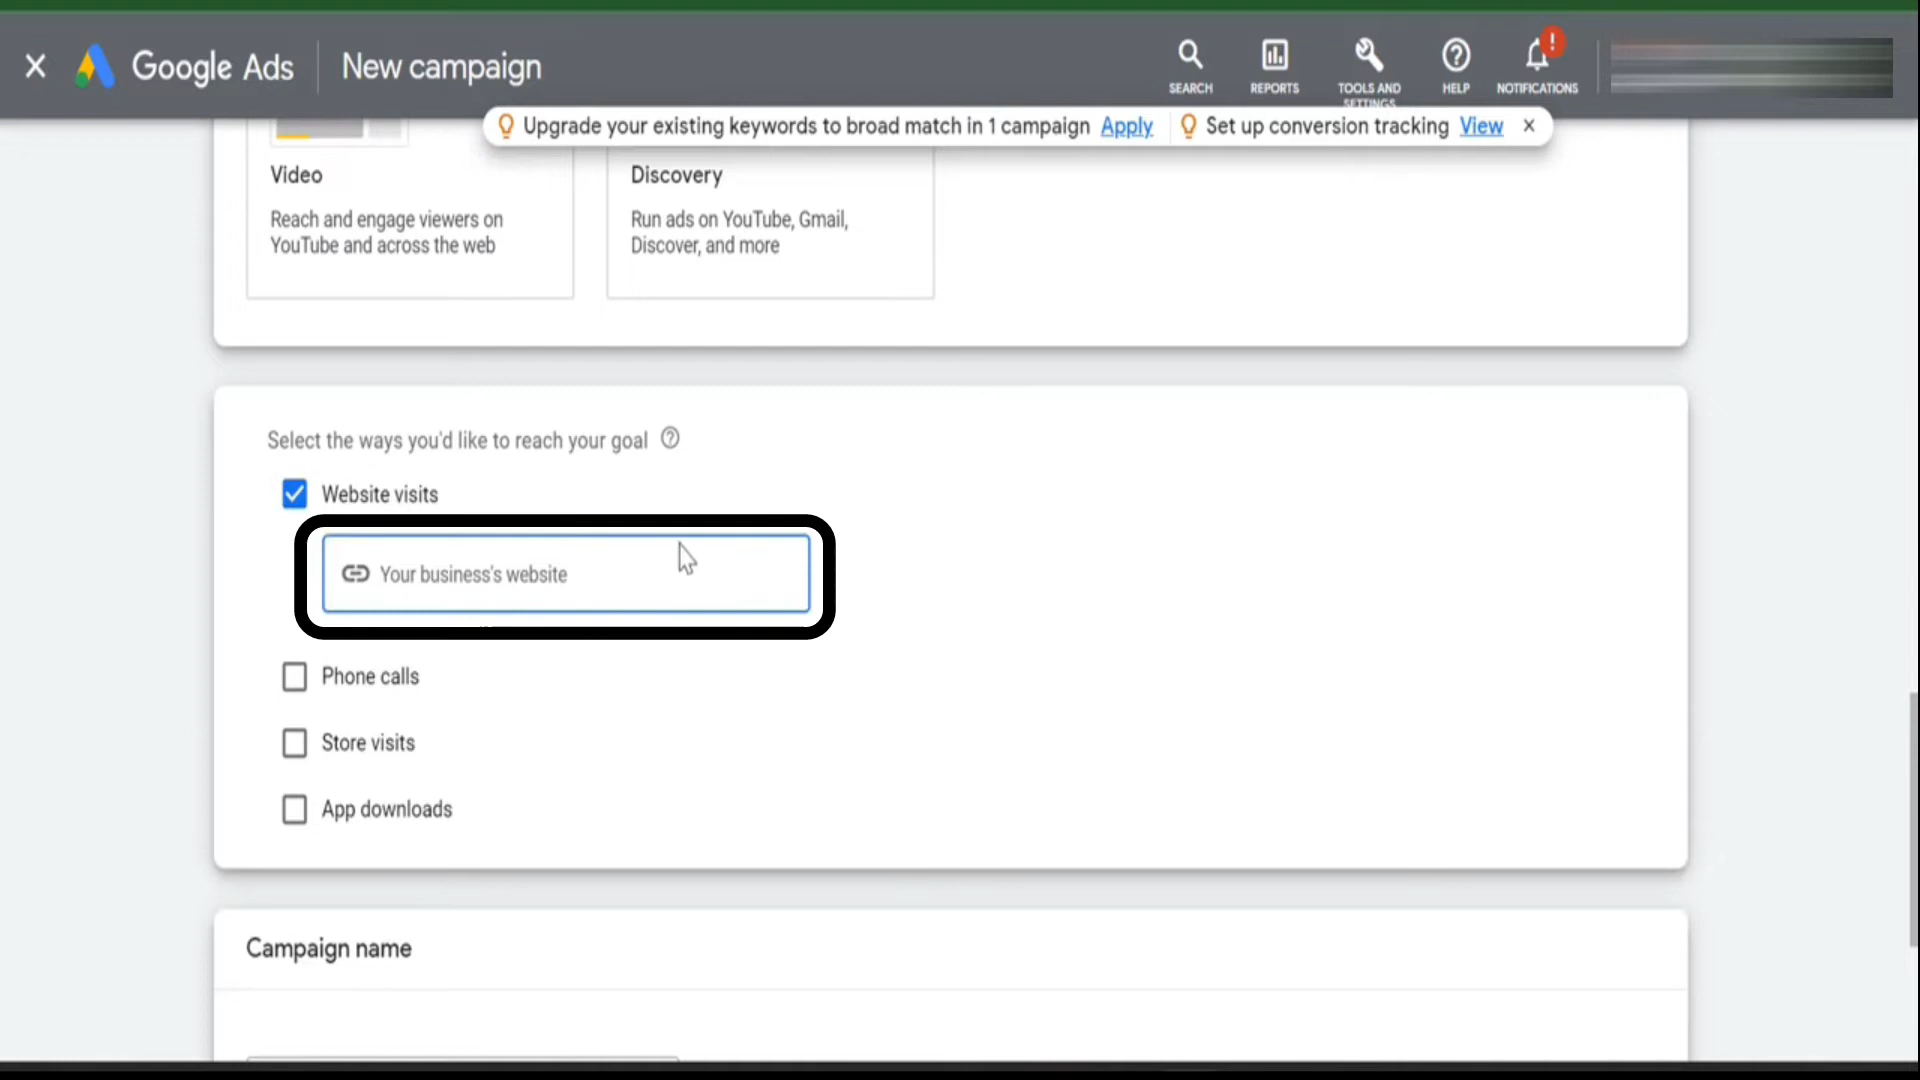 Google Ads
New campaign
SEARCH
REPORTS
TOOLS AND
SETTINGS
HELP
!
NOTIFICATIONS
Upgrade your existing keywords to broad match in 1 campaign Apply
Set up conversion tracking View
Video
Reach and engage viewers on
YouTube and across the web
Discovery
Run ads on YouTube, Gmail,
Discover, and more
Select the ways you'd like to reach your goal
Website visits
Your business's website
Phone calls
Store visits
App downloads
Campaign name